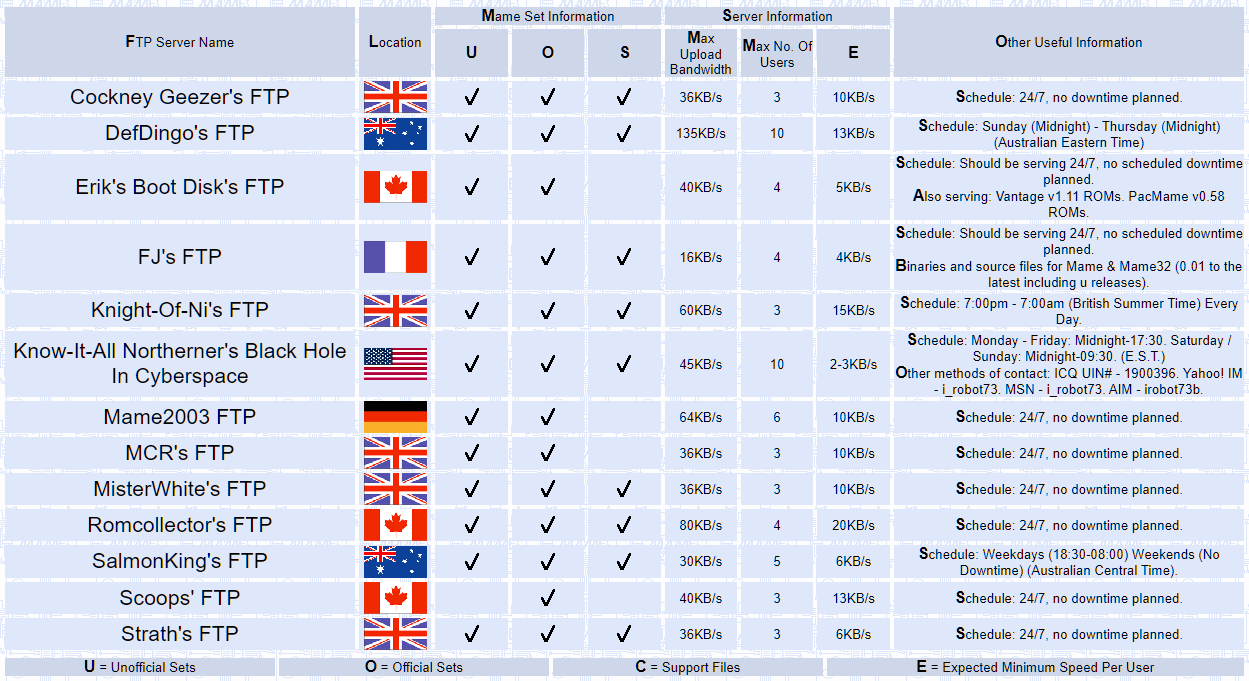 FTP Server Name
Location
Mame Set Information
Server Information
Other Useful Information
U
O
S
Max
Upload
Bandwidth
Max No. Of
Users
E
Cockney Geezer's FTP
36KB/s
3
10KB/s
Schedule: 24/7, no downtime planned.
DefDingo's FTP
135KB/s
10
13KB/s
Schedule: Sunday (Midnight) - Thursday (Midnight)
(Australian Eastern Time)
Erik's Boot Disk's FTP
40KB/s
4
5KB/s
Schedule: Should be serving 24/7, no scheduled downtime
planned.
Also serving: Vantage v1.11 ROMs. PacMame v0.58
ROMs.
FJ's FTP
16KB/s
4
4KB/s
Schedule: Should be serving 24/7, no scheduled downtime
planned.
Binaries and source files for Mame & Mame32 (0.01 to the
latest including u releases).
Knight-Of-Ni's FTP
60KB/s
3
15KB/s
Schedule: 7:00pm - 7:00am (British Summer Time) Every
Day.
Know-It-All Northerner's Black Hole
In Cyberspace
45KB/s
10
2-3KB/s
Schedule: Monday - Friday: Midnight-17:30. Saturday /
Sunday: Midnight-09:30. (E.S.T.)
Other methods of contact: ICQ UIN# - 1900396. Yahoo! IM
- i_robot73. MSN - i_robot73. AIM - irobot73b.
Mame2003 FTP
64KB/s
6
10KB/s
Schedule: 24/7, no downtime planned.
MCR's FTP
36KB/s
3
10KB/s
Schedule: 24/7, no downtime planned.
MisterWhite's FTP
36KB/s
3
10KB/s
Schedule: 24/7, no downtime planned.
Romcollector's FTP
80KB/s
4
20KB/s
Schedule: 24/7, no downtime planned.
SalmonKing's FTP
30KB/s
5
6KB/s
Schedule: Weekdays (18:30-08:00) Weekends (No
Downtime) (Australian Central Time).
Scoops' FTP
40KB/s
3
13KB/s
Schedule: 24/7, no downtime planned.
Strath's FTP
36KB/s
3
6KB/s
Schedule: 24/7, no downtime planned.
U = Unofficial Sets
O = Official Sets
C = Support Files
E = Expected Minimum Speed Per User